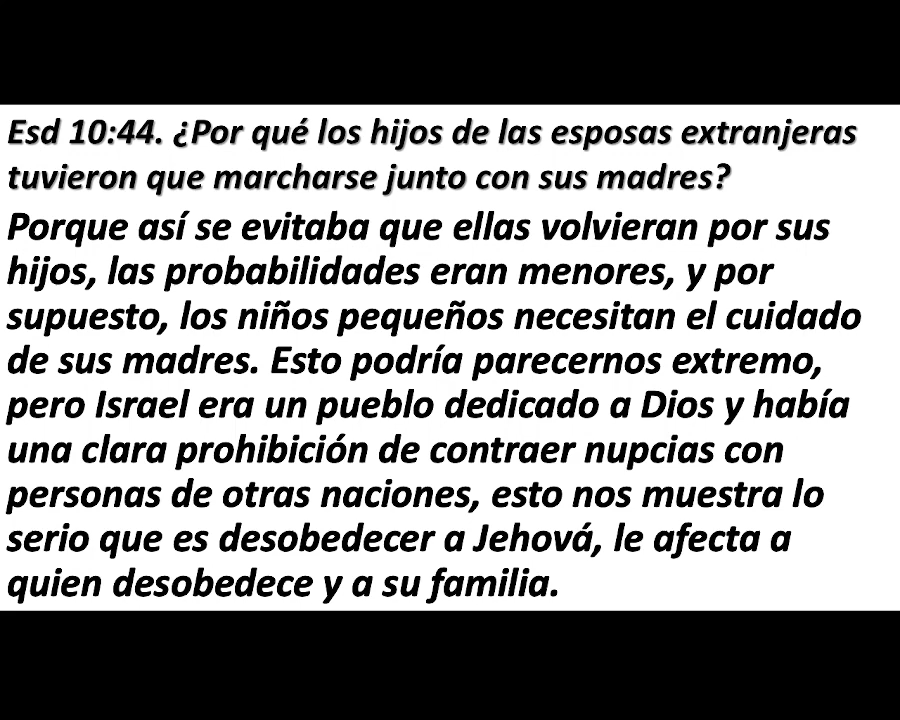 Esd 10:44. ¿Por qué los hijos de las esposas extranjeras
tuvieron que marcharse junto con sus madres?
Porque así se evitaba que ellas volvieran por sus
hijos, las probabilidades eran menores, y por
supuesto, los niños pequeños necesitan el cuidado
de sus madres. Esto podría parecernos extremo,
pero Israel era un pueblo dedicado a Dios y había
una clara prohibición de contraer nupcias con
personas de otras naciones, esto nos muestra lo
serio que es desobedecer a Jehová, le afecta a
quien desobedece y a su familia.